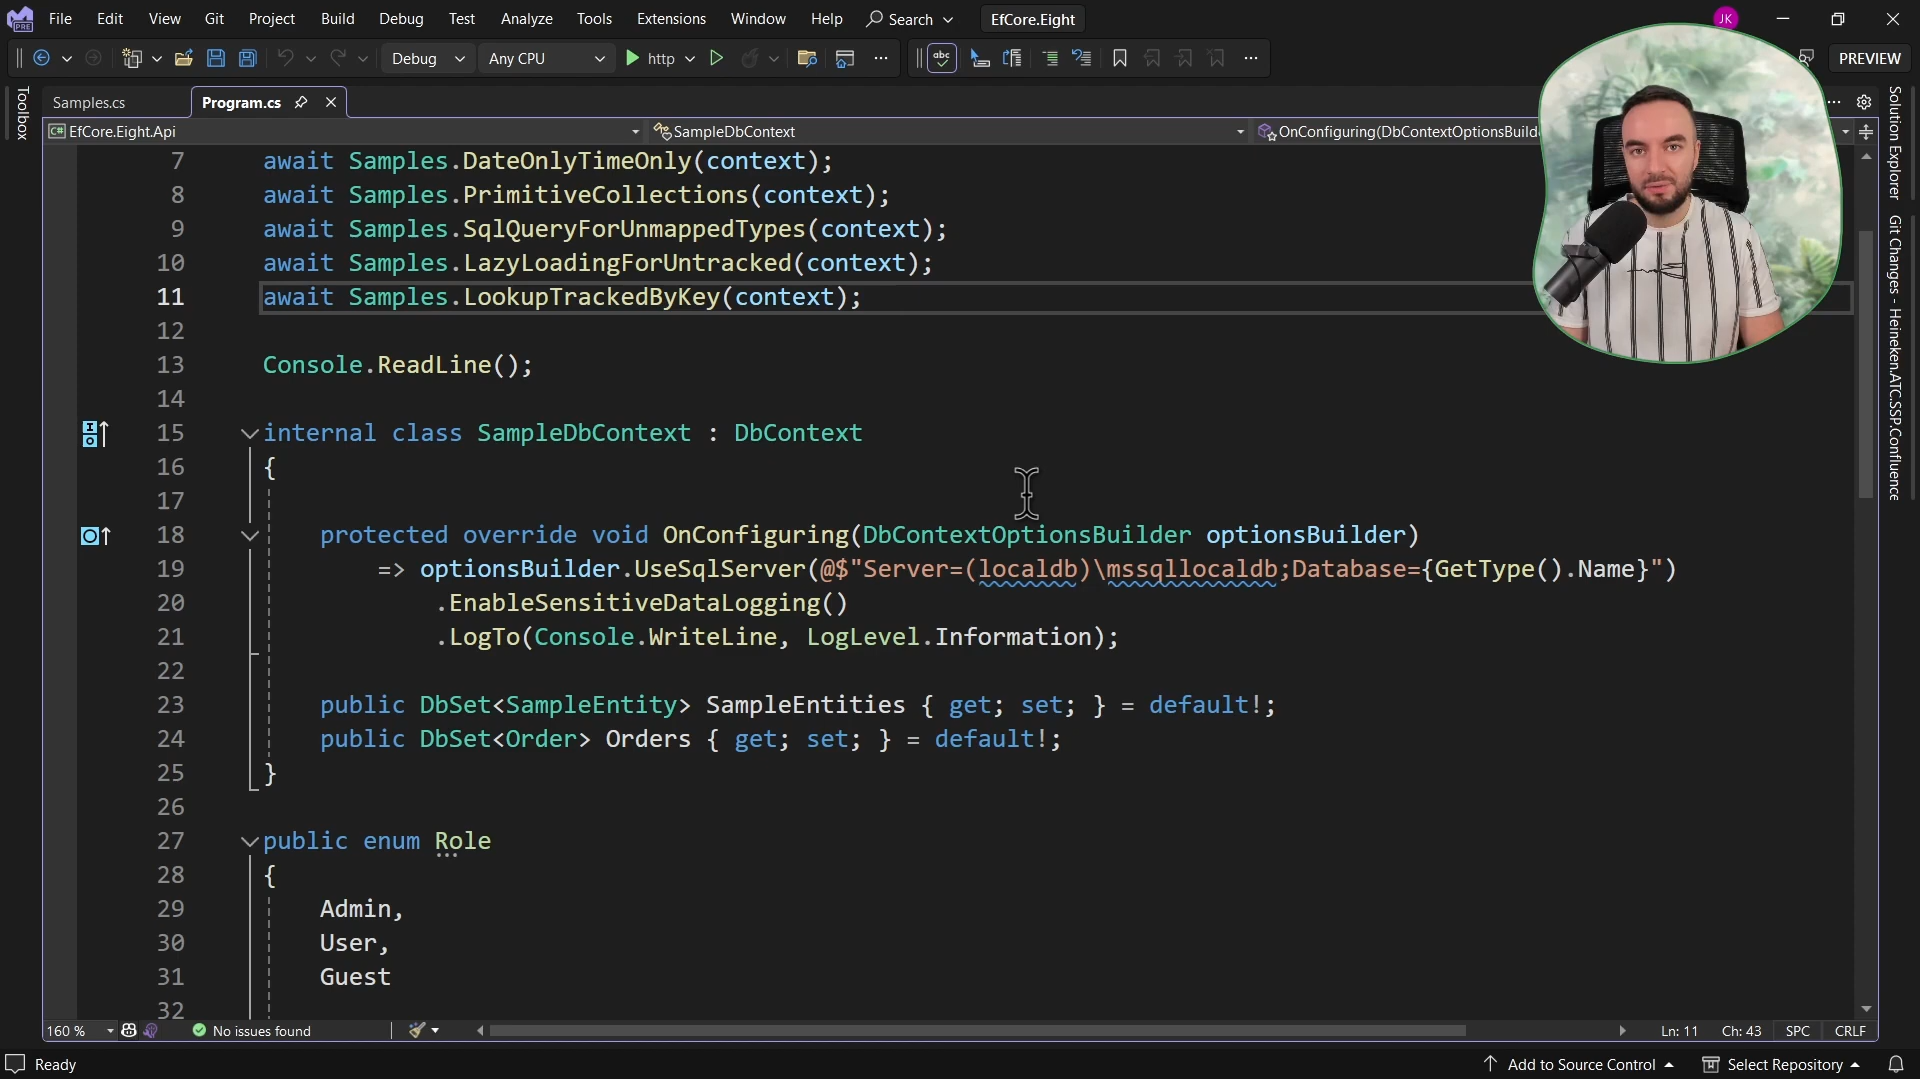 File Edit View Git Project Build Debug Test Analyze Tools Extensions Window Help Search EfCore.Eight JK
Debug Any CPU http PREVIEW
Toolbox
Samples.cs Program.cs
EfCore.Eight.Api SampleDbContext OnConfiguring(DbContextOptionsBuilde
7 await Samples.DateOnlyTimeOnly(context);
8 await Samples.PrimitiveCollections(context);
9 await Samples.SqlQueryForUnmappedTypes(context);
10 await Samples.LazyLoadingForUntracked(context);
11 await Samples.LookupTrackedByKey(context);
12
13 Console.ReadLine();
14
15 internal class SampleDbContext : DbContext
16 {
17
18 protected override void OnConfiguring(DbContextOptionsBuilder optionsBuilder)
19 => optionsBuilder.UseSqlServer(@$"Server=(localdb)\mssqllocaldb;Database={GetType().Name}")
20 .EnableSensitiveDataLogging()
21 .LogTo(Console.WriteLine, LogLevel.Information);
22
23 public DbSet<SampleEntity> SampleEntities { get; set; } = default!;
24 public DbSet<Order> Orders { get; set; } = default!;
25 }
26
27 public enum Role
28 {
29 Admin,
30 User,
31 Guest
32
Solution Explorer
Git Changes - Heineken.ATC.SSP.Confluence
160 % No issues found Ln: 11 Ch: 43 SPC CRLF
Ready Add to Source Control Select Repository